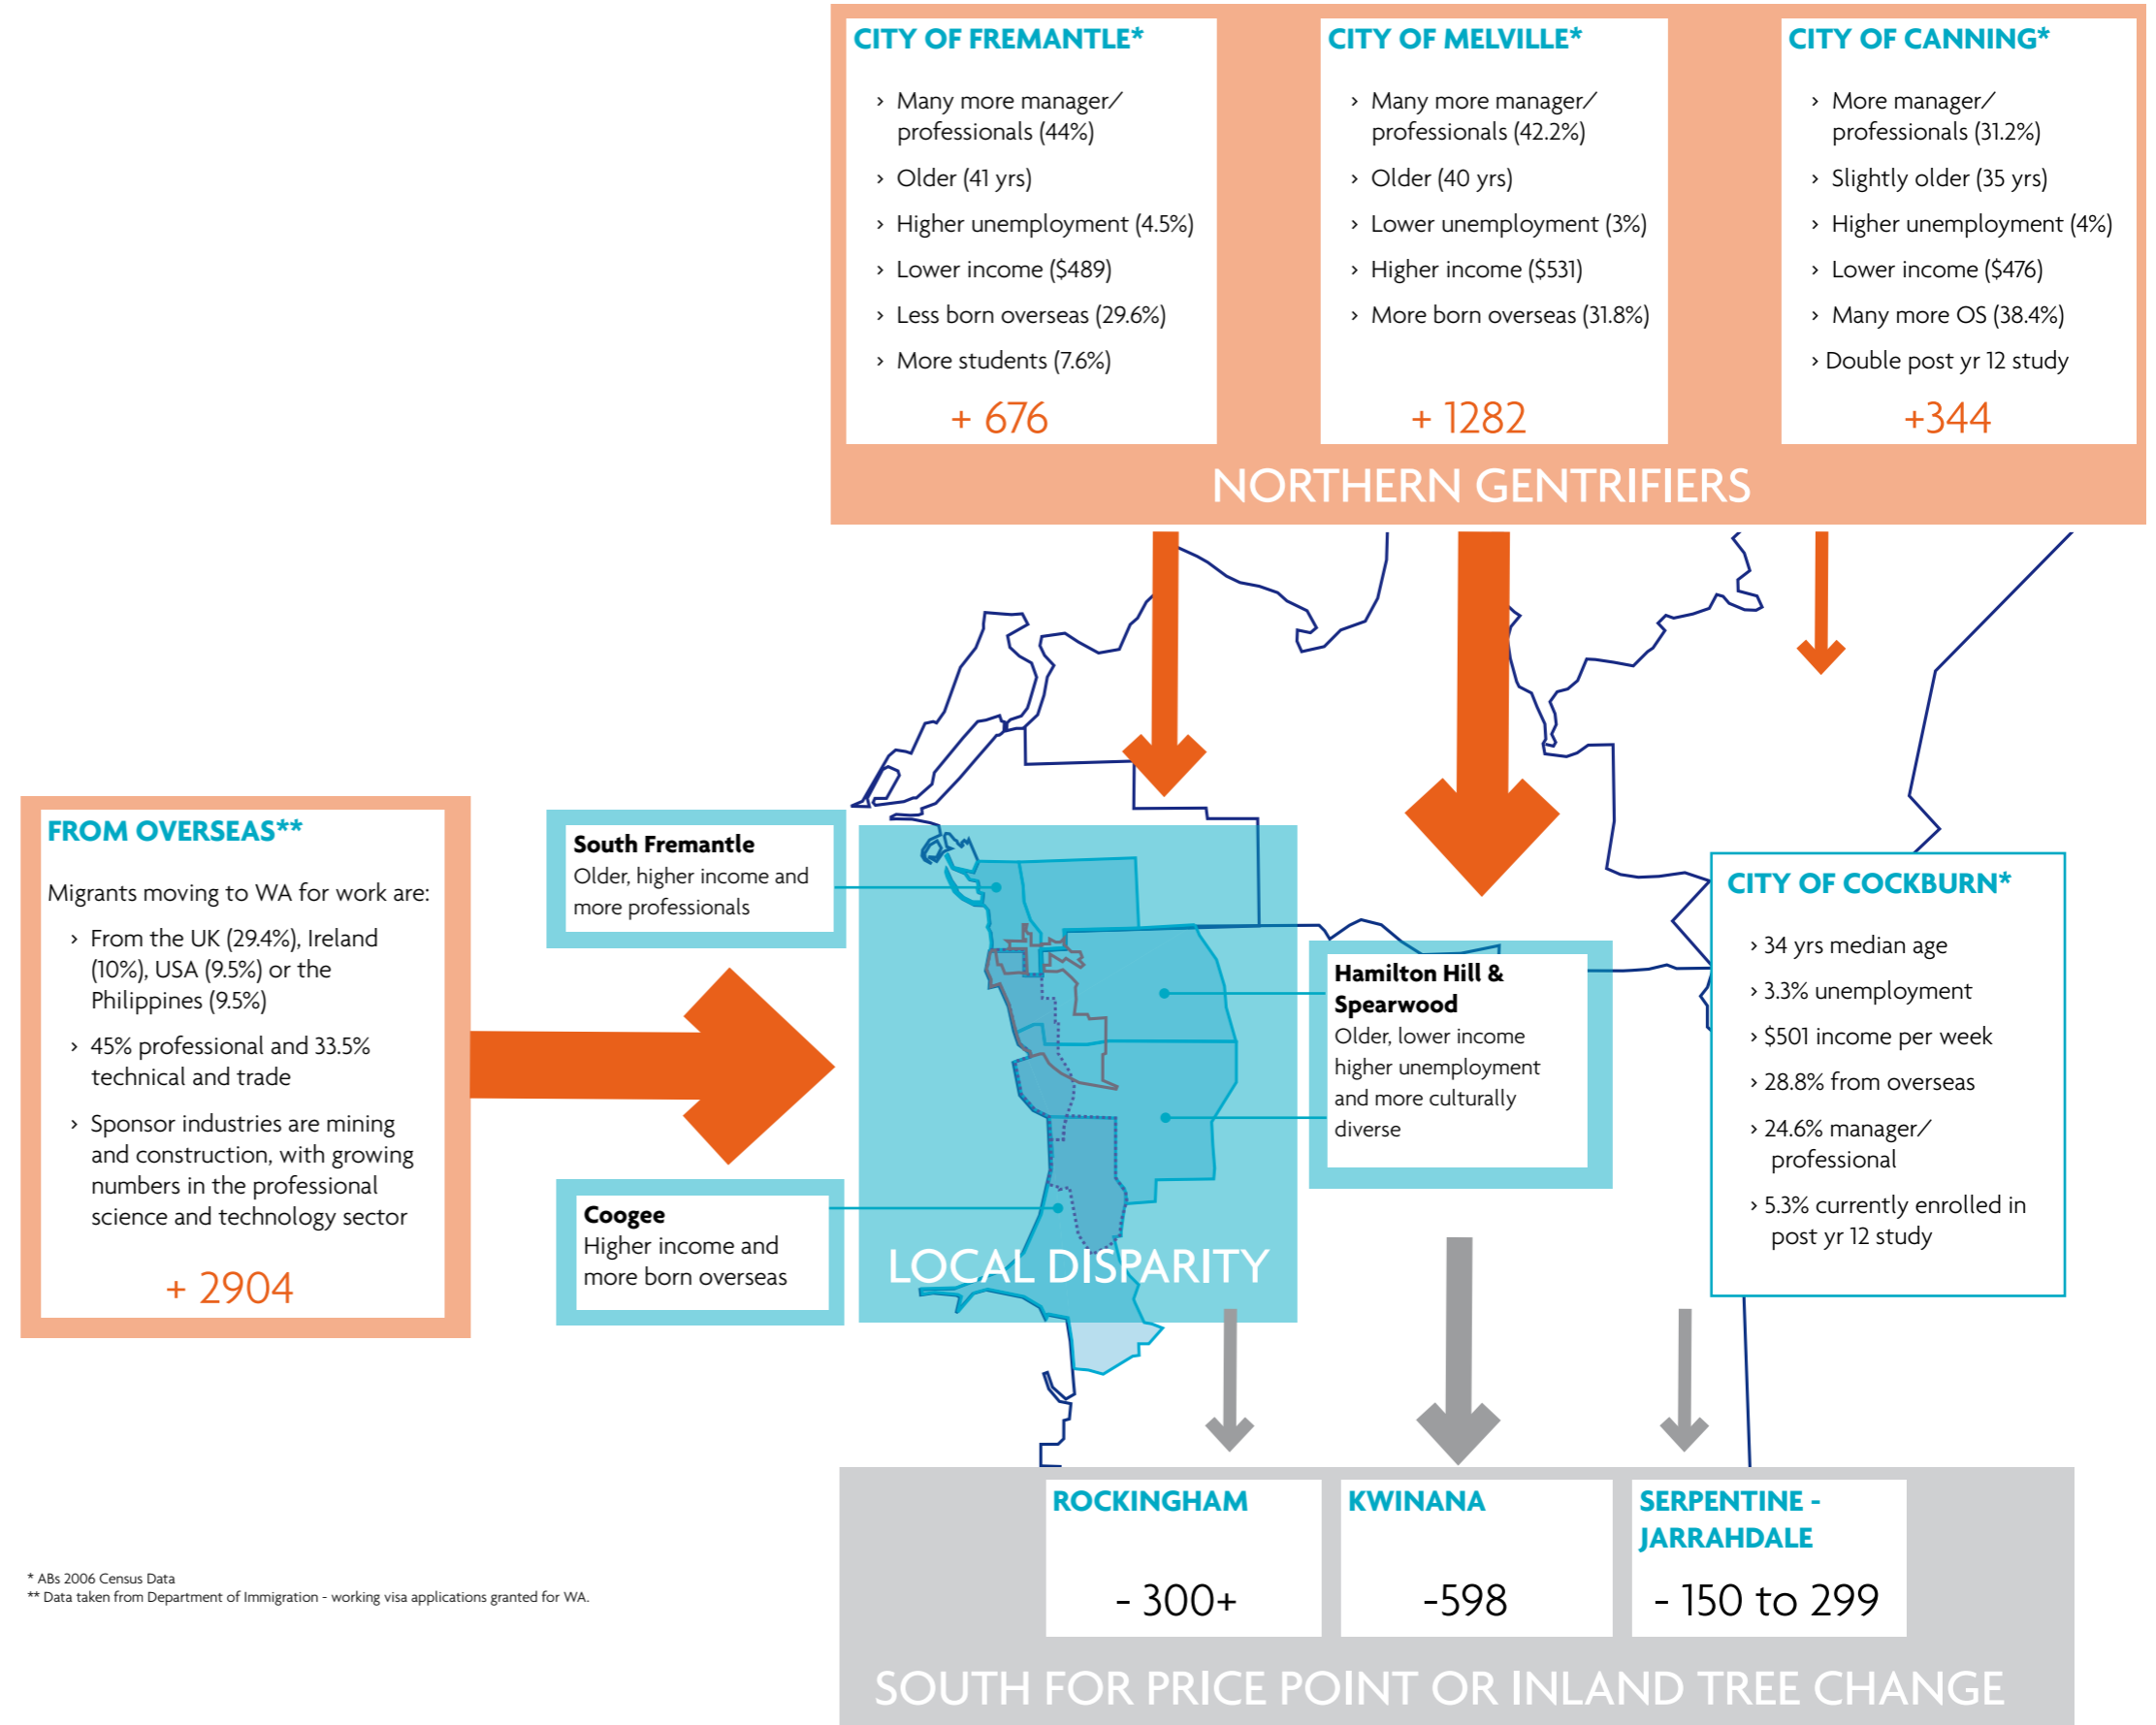 CITY OF FREMANTLE*
› Many more manager/
professionals (44%)
› Older (41 yrs)
› Higher unemployment (4.5%)
› Lower income ($489)
› Less born overseas (29.6%)
› More students (7.6%)
+ 676
CITY OF MELVILLE*
› Many more manager/
professionals (42.2%)
› Older (40 yrs)
› Lower unemployment (3%)
› Higher income ($531)
› More born overseas (31.8%)
+ 1282
CITY OF CANNING*
› More manager/
professionals (31.2%)
› Slightly older (35 yrs)
› Higher unemployment (4%)
› Lower income ($476)
› Many more OS (38.4%)
› Double post yr 12 study
+344
NORTHERN GENTRIFIERS
FROM OVERSEAS**
Migrants moving to WA for work are:
› From the UK (29.4%), Ireland
(10%), USA (9.5%) or the
Philippines (9.5%)
› 45% professional and 33.5%
technical and trade
› Sponsor industries are mining
and construction, with growing
numbers in the professional
science and technology sector
+ 2904
South Fremantle
Older, higher income and
more professionals
Coogee
Higher income and
more born overseas
LOCAL DISPARITY
Hamilton Hill &
Spearwood
Older, lower income
higher unemployment
and more culturally
diverse
CITY OF COCKBURN*
› 34 yrs median age
› 3.3% unemployment
› $501 income per week
› 28.8% from overseas
› 24.6% manager/
professional
› 5.3% currently enrolled in
post yr 12 study
ROCKINGHAM
- 300+
KWINANA
-598
SERPENTINE -
JARRAHDALE
- 150 to 299
SOUTH FOR PRICE POINT OR INLAND TREE CHANGE
* ABs 2006 Census Data
** Data taken from Department of Immigration - working visa applications granted for WA.